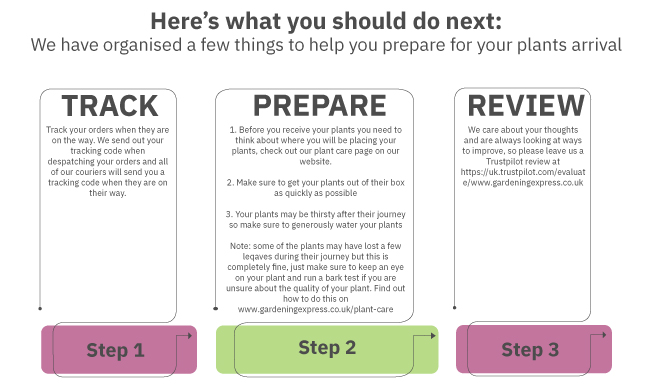 Here's what you should do next:
We have organised a few things to help you prepare for your plants arrival
TRACK
Track your orders when they are
on the way. We send out your
tracking code when
despatching your orders and all
of our couriers will send you a
tracking code when they are on
their way.
Step 1
PREPARE
1. Before you receive your plants you need to
think about where you will be placing your
plants, check out our plant care page on our
website.
2. Make sure to get your plants out of their box
as quickly as possible
3. Your plants may be thirsty after their journey
so make sure to generously water your plants
Note: some of the plants may have lost a few
leqaves during their journey but this is
completely fine, just make sure to keep an eye
on your plant and run a bark test if you are
unsure about the quality of your plant. Find out
how to do this on
www.gardeningexpress.co.uk/plant-care
Step 2
REVIEW
We care about your thoughts
and are always looking at ways
to improve, so please leave us a
Trustpilot review at
https://uk.trustpilot.com/evaluat
e/www.gardeningexpress.co.uk
Step 3